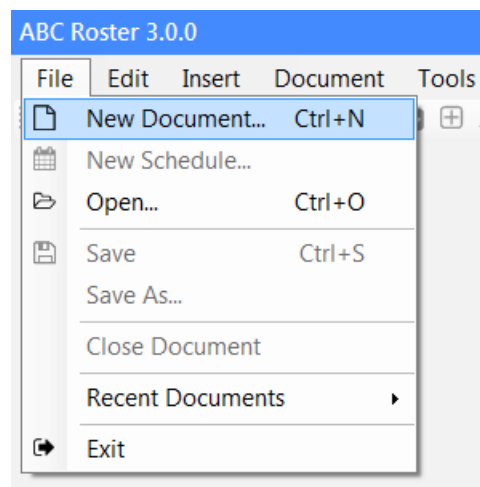 ABC Roster 3.0.0
File Edit Insert Document Tools
New Document... Ctrl+N
New Schedule...
Open... Ctrl+O
Save Ctrl+S
Save As...
Close Document
Recent Documents
Exit